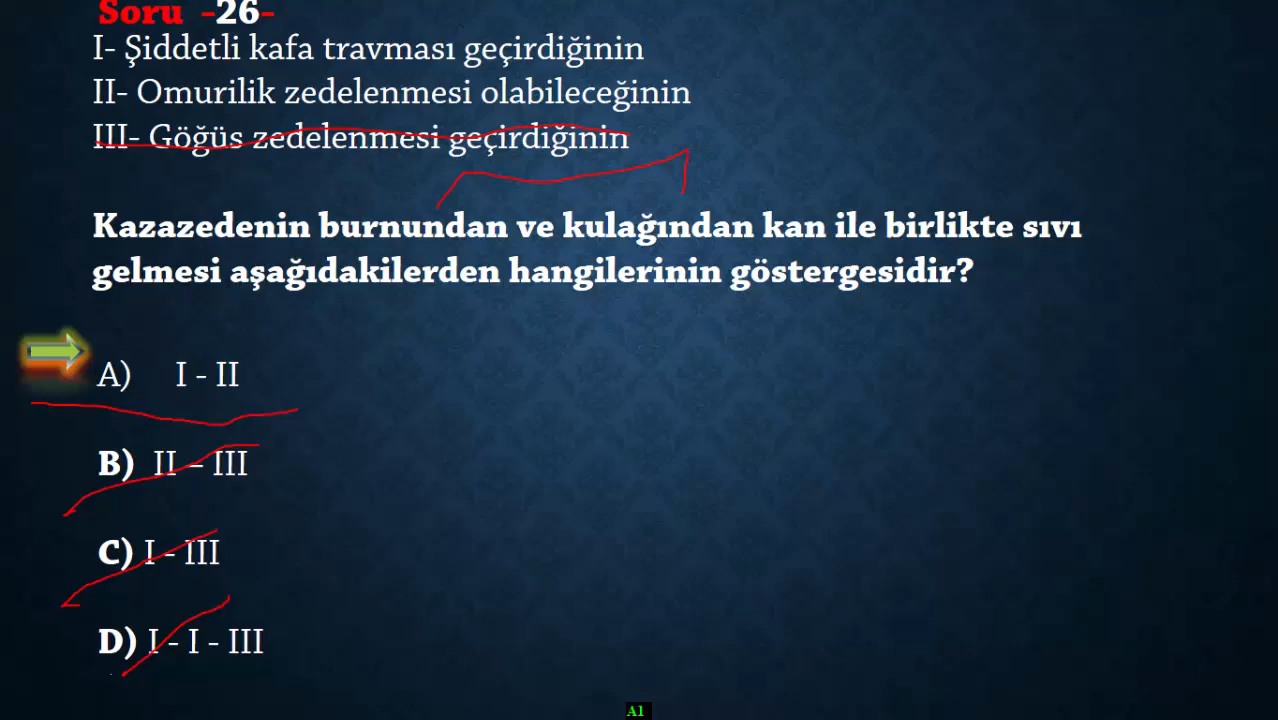 Soru -26-
I- Şiddetli kafa travması geçirdiğinin
II- Omurilik zedelenmesi olabileceğinin
III- Göğüs zedelenmesi geçirdiğinin
Kazazedenin burnundan ve kulağından kan ile birlikte sıvı
gelmesi aşağıdakilerden hangilerinin göstergesidir?
A) I - II
B) II – III
C) I - III
D) I - I - III
A1